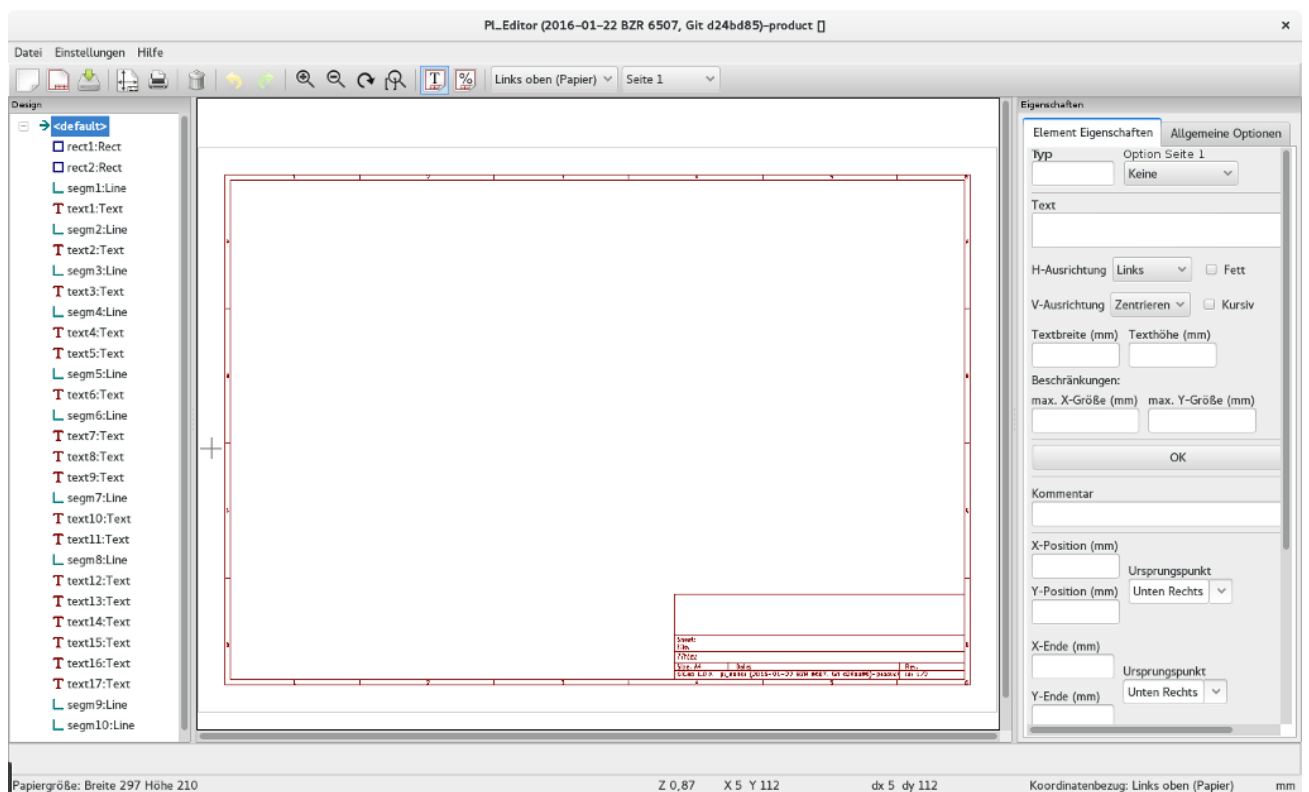 Pl_Editor (2016-01-22 BZR 6507, Git d24bd85)-product []
Datei Einstellungen Hilfe
Links oben (Papier) Seite 1
Design
<default>
rect1:Rect
rect2:Rect
segm1:Line
text1:Text
segm2:Line
text2:Text
segm3:Line
text3:Text
segm4:Line
text4:Text
text5:Text
segm5:Line
text6:Text
segm6:Line
text7:Text
text8:Text
text9:Text
segm7:Line
text10:Text
text11:Text
segm8:Line
text12:Text
text13:Text
text14:Text
text15:Text
text16:Text
text17:Text
segm9:Line
segm10:Line
Sheet:
File:
Title:
Size: A4 Date: Rev:
Eigenschaften
Element Eigenschaften Allgemeine Optionen
Typ Option Seite 1
Keine
Text
H-Ausrichtung Links Fett
V-Ausrichtung Zentrieren Kursiv
Textbreite (mm) Texthöhe (mm)
Beschränkungen:
max. X-Größe (mm) max. Y-Größe (mm)
OK
Kommentar
X-Position (mm)
Ursprungspunkt
Y-Position (mm) Unten Rechts
X-Ende (mm)
Ursprungspunkt
Y-Ende (mm) Unten Rechts
Papiergröße: Breite 297 Höhe 210 Z 0,87 X 5 Y 112 dx 5 dy 112 Koordinatenbezug: Links oben (Papier) mm